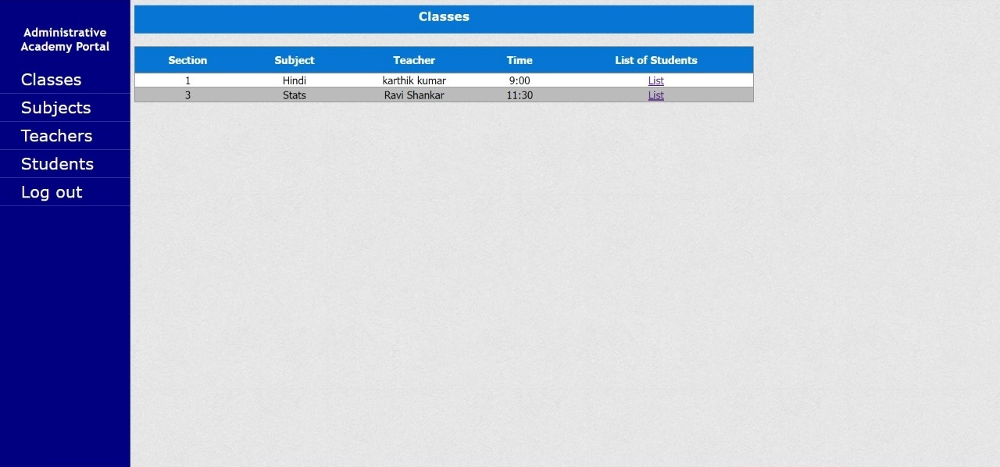 Administrative
Academy Portal
Classes
Subjects
Teachers
Students
Log out
Classes
Section Subject Teacher Time List of Students
1 Hindi karthik kumar 9:00 List
3 Stats Ravi Shankar 11:30 List